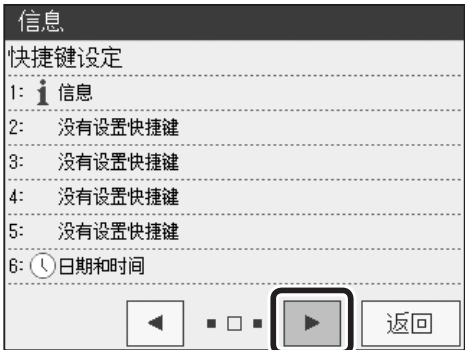 信息
快捷键设定
1: 信息
2: 没有设置快捷键
3: 没有设置快捷键
4: 没有设置快捷键
5: 没有设置快捷键
6: 日期和时间
返回